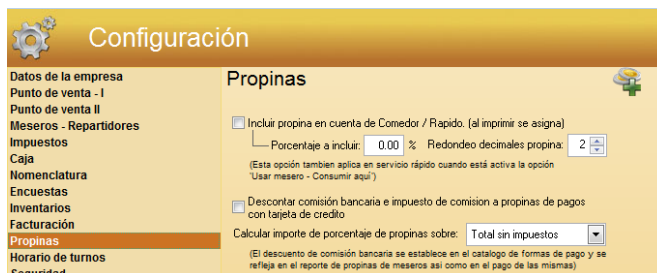 Configuración
Datos de la empresa
Punto de venta - I
Punto de venta II
Meseros - Repartidores
Impuestos
Caja
Nomenclatura
Encuestas
Inventarios
Facturación
Propinas
Horario de turnos
Seguridad
Propinas
Incluir propina en cuenta de Comedor / Rapido. (al imprimir se asigna)
Porcentaje a incluir: 0.00 % Redondeo decimales propina: 2
(Esta opción tambien aplica en servicio rápido cuando está activa la opción
'Usar mesero - Consumir aquí')
Descontar comisión bancaria e impuesto de comision a propinas de pagos
con tarjeta de credito
Calcular importe de porcentaje de propinas sobre: Total sin impuestos
(El descuento de comisión bancaria se establece en el catalogo de formas de pago y se
refleja en el reporte de propinas de meseros asi como en el pago de las mismas)